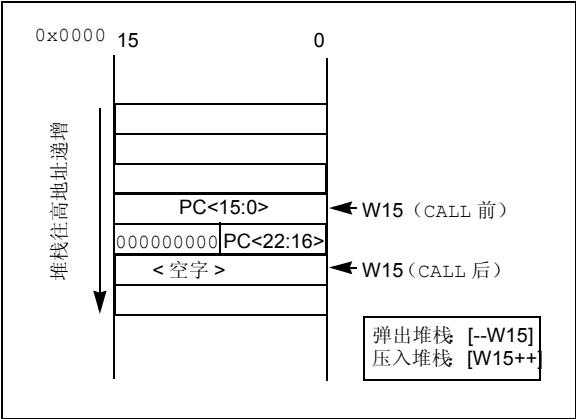 0x0000 15 0
堆栈往高地址递增
PC<15:0>
W15（CALL 前）
000000000 PC<22:16>
<空字>
W15（CALL 后）
弹出堆栈: [--W15]
压入堆栈: [W15++]